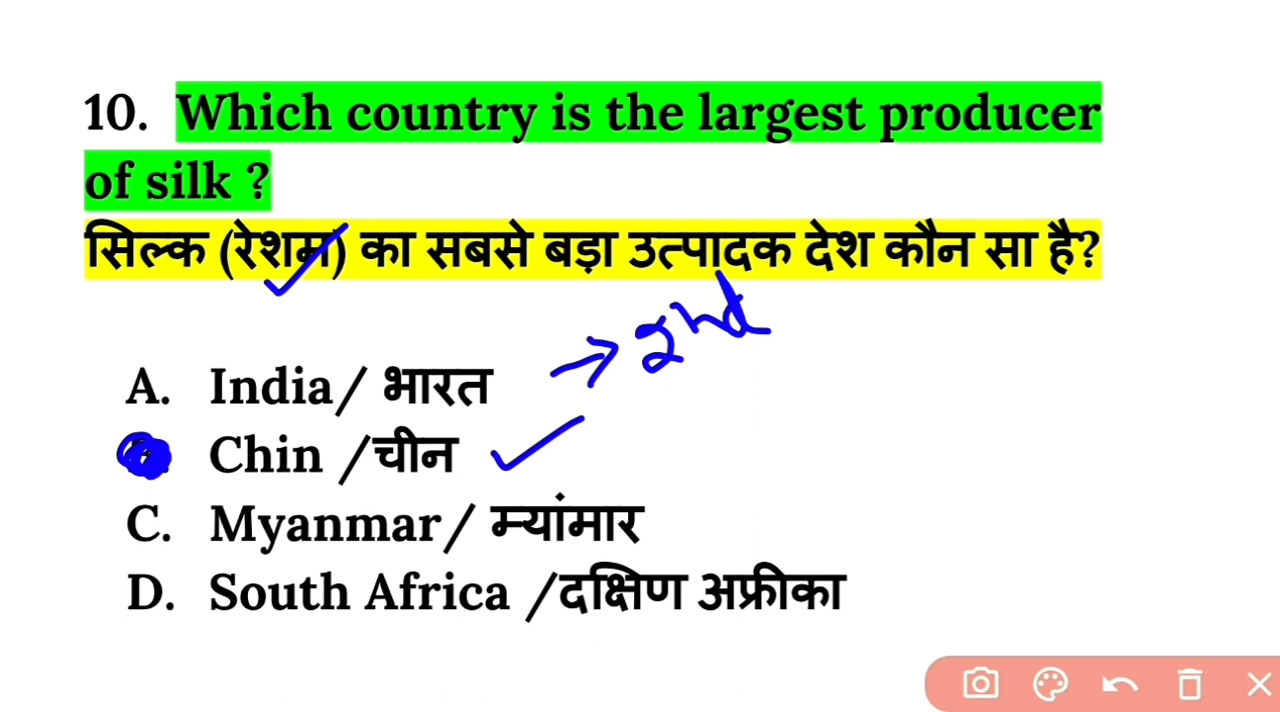 10. Which country is the largest producer
of silk ?
सिल्क (रेशम) का सबसे बड़ा उत्पादक देश कौन सा है?
2nd
A. India/ भारत
Chin /चीन
C. Myanmar/ म्यांमार
D. South Africa /दक्षिण अफ्रीका